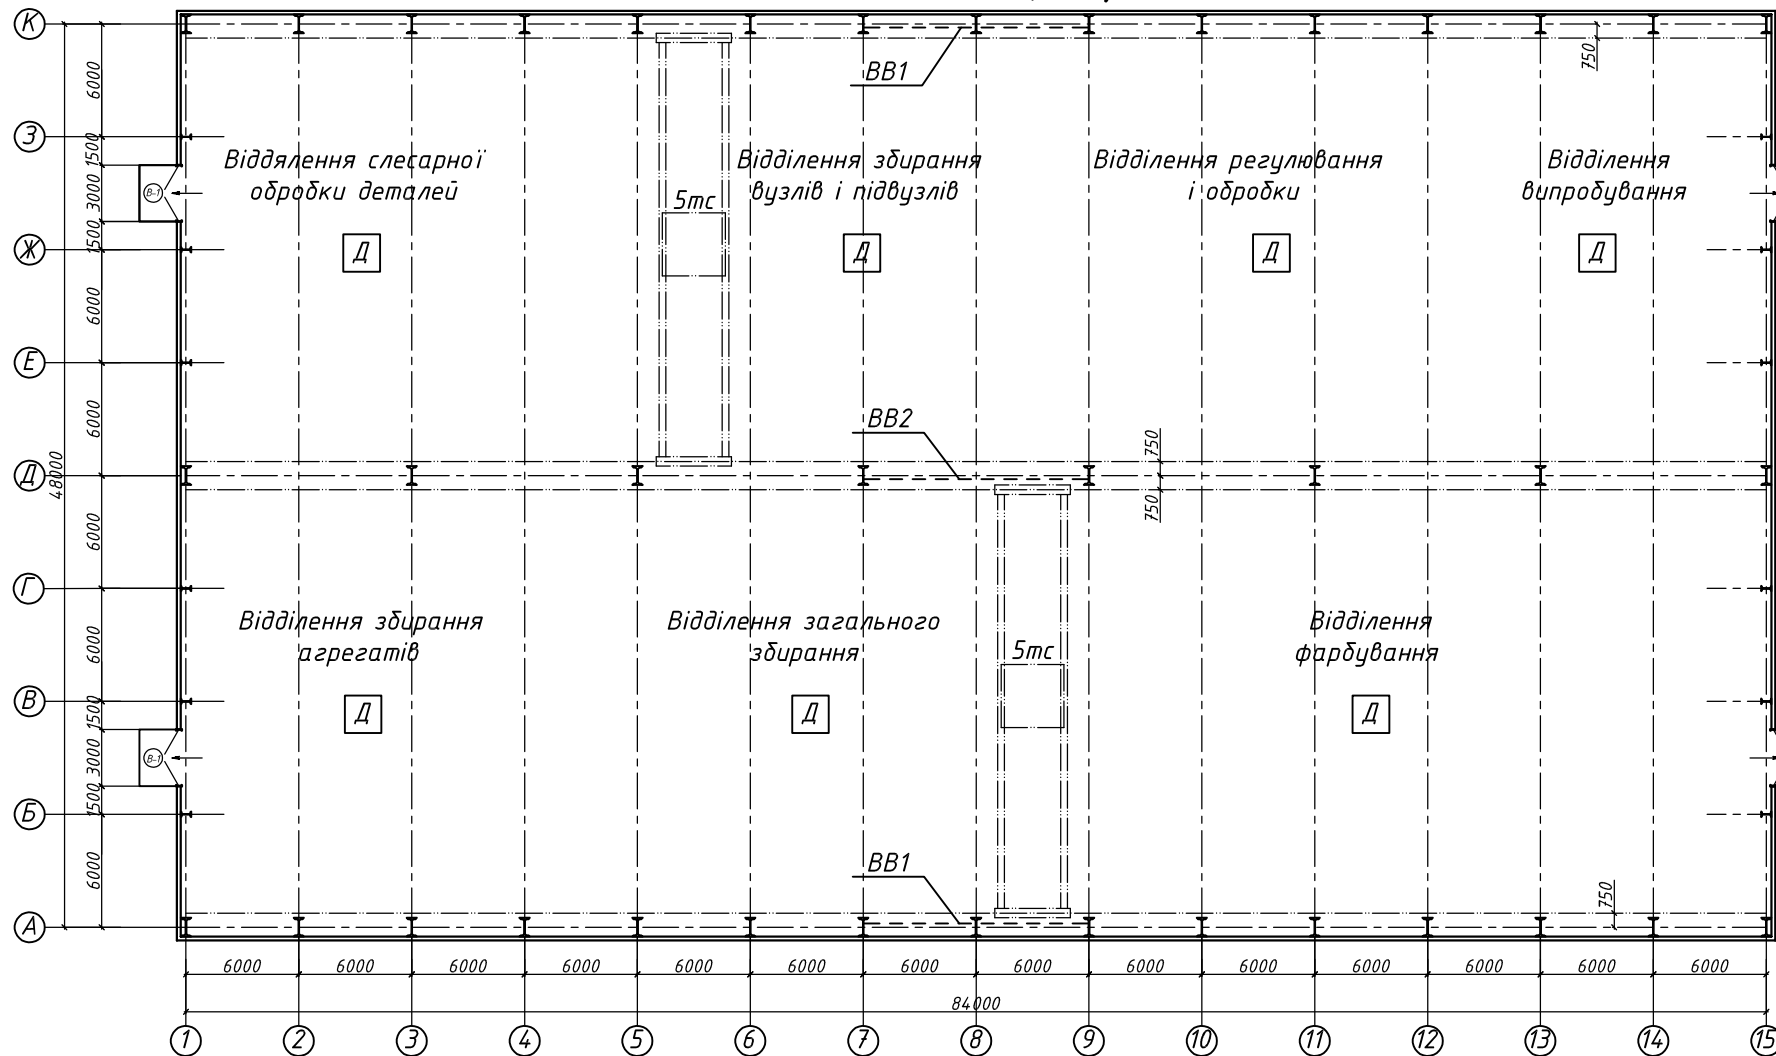 К
6000
750
ВВ1
З
1500
Віддялення слесарної
обробки деталей
Відділення збирання
вузлів і підвузлів
Відділення регулювання
і обробки
Відділення
випробування
3000
В-1
5тс
1500
Ж
Д
Д
Д
Д
6000
Е
6000
ВВ2
750
48000
Д
750
6000
Г
Відділення збирання
агрегатів
Відділення загального
збирання
Відділення
фарбування
6000
5тс
В
Д
Д
Д
1500
3000
В-1
1500
Б
ВВ1
6000
750
А
6000 6000 6000 6000 6000 6000 6000 6000 6000 6000 6000 6000 6000 6000
84000
1 2 3 4 5 6 7 8 9 10 11 12 13 14 15